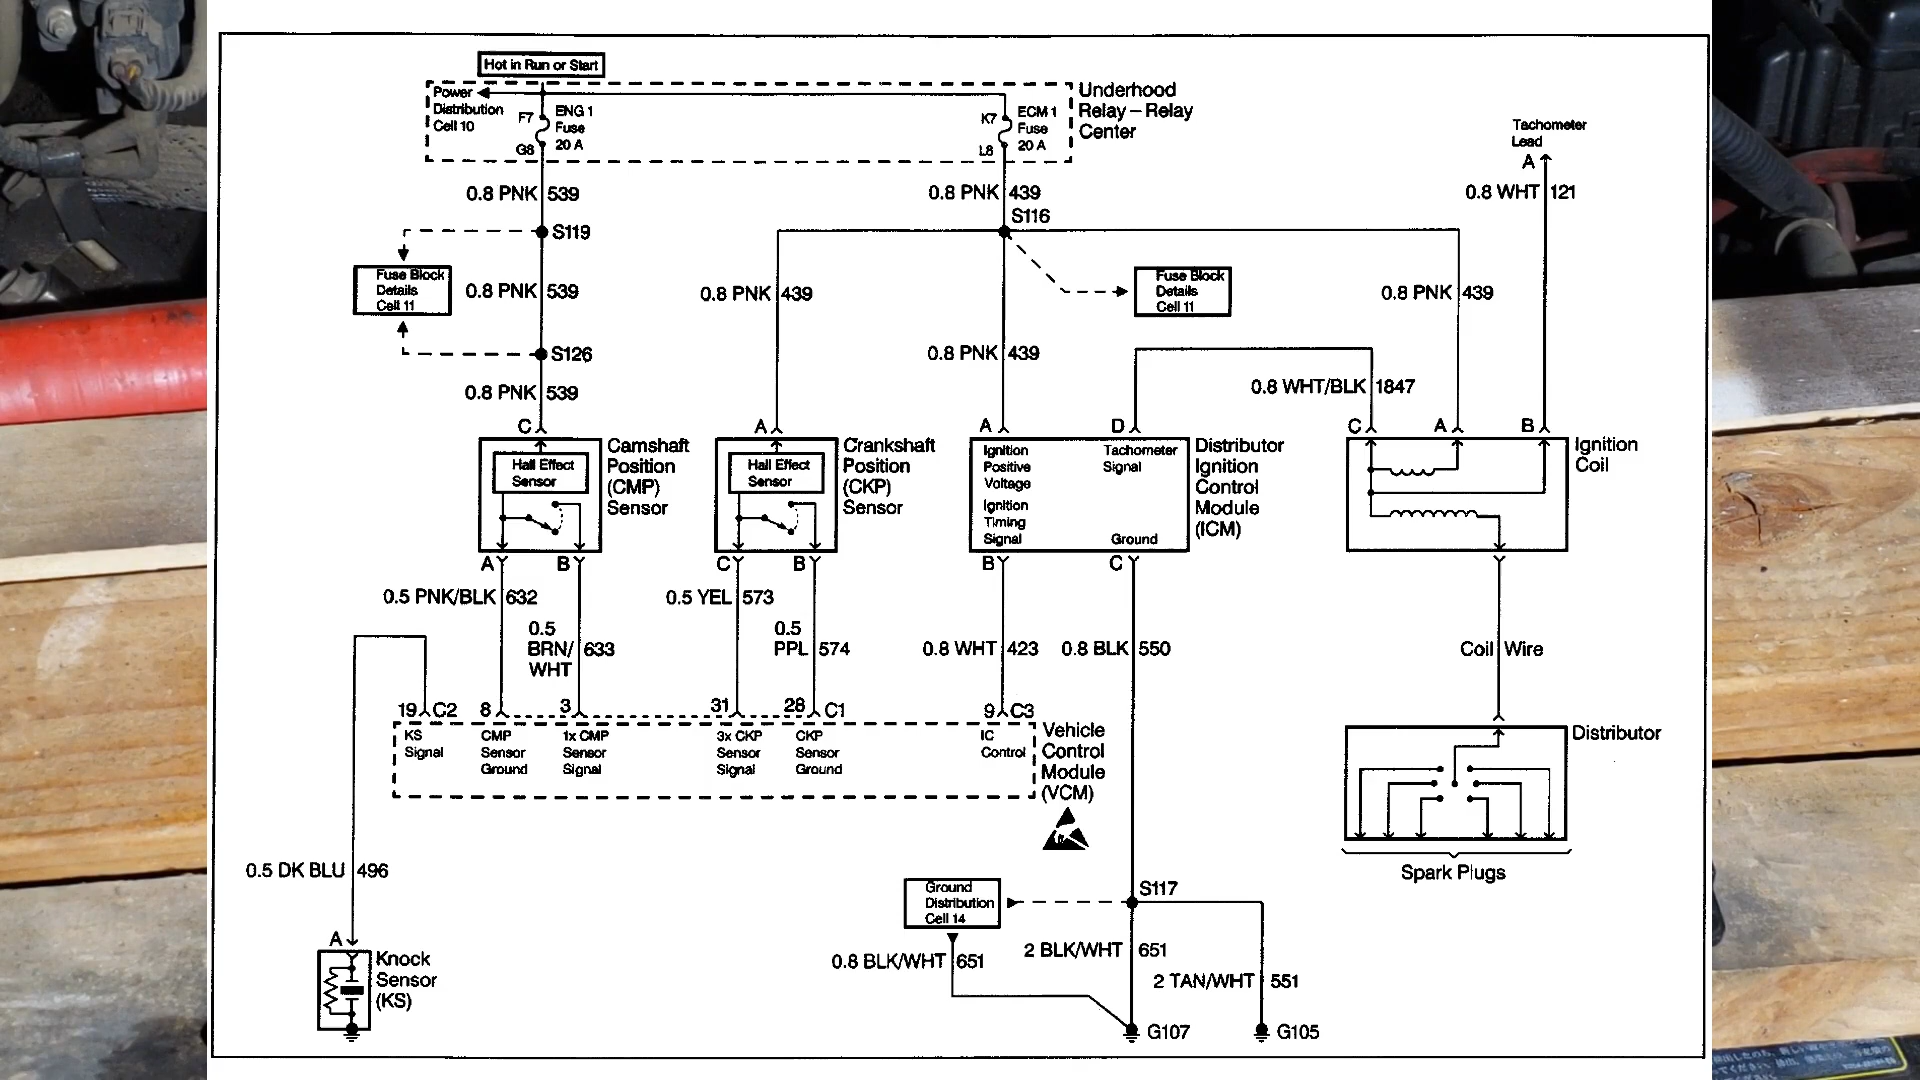 Hot in Run or Start
Power
Distribution
Cell 10
F7
G8
ENG 1
Fuse
20 A
K7
L8
ECM 1
Fuse
20 A
Underhood
Relay – Relay
Center
Tachometer
Lead
A
0.8 PNK 539
0.8 PNK 439
0.8 WHT 121
S119
S116
Fuse Block
Details
Cell 11
0.8 PNK 539
0.8 PNK 439
Fuse Block
Details
Cell 11
0.8 PNK 439
S126
0.8 PNK 439
0.8 PNK 539
0.8 WHT/BLK 1847
C
A
A
D
C
A
B
Hall Effect
Sensor
Camshaft
Position
(CMP)
Sensor
Hall Effect
Sensor
Crankshaft
Position
(CKP)
Sensor
Ignition
Positive
Voltage
Ignition
Timing
Signal
Tachometer
Signal
Ground
Distributor
Ignition
Control
Module
(ICM)
Ignition
Coil
A
B
C
B
B
C
0.5 PNK/BLK 632
0.5 YEL 573
0.5
BRN/ 633
WHT
0.5
PPL 574
0.8 WHT 423
0.8 BLK 550
Coil Wire
19 C2
8
3
31
28 C1
9 C3
KS
Signal
CMP
Sensor
Ground
1x CMP
Sensor
Signal
3x CKP
Sensor
Signal
CKP
Sensor
Ground
IC
Control
Vehicle
Control
Module
(VCM)
Distributor
Spark Plugs
0.5 DK BLU 496
Ground
Distribution
Cell 14
S117
A
Knock
Sensor
(KS)
0.8 BLK/WHT 651
2 BLK/WHT 651
2 TAN/WHT 551
G107
G105